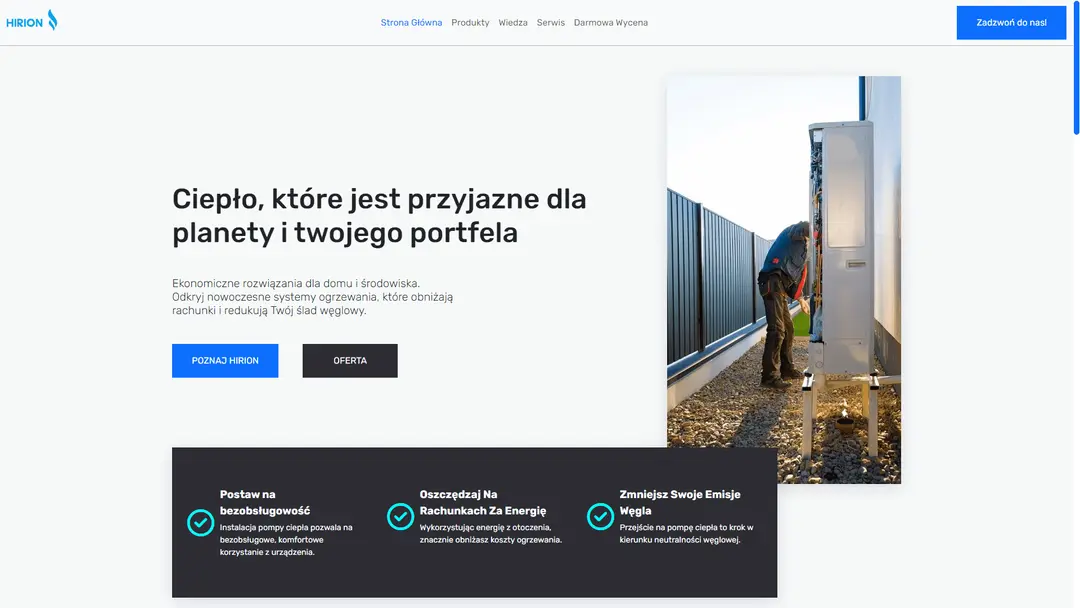 HIRION
Strona Główna Produkty Wiedza Serwis Darmowa Wycena
Zadzwoń do nas!
Ciepło, które jest przyjazne dla
planety i twojego portfela
Ekonomiczne rozwiązania dla domu i środowiska.
Odkryj nowoczesne systemy ogrzewania, które obniżają
rachunki i redukują Twój ślad węglowy.
POZNAJ HIRION
OFERTA
Postaw na
bezobsługowość
Instalacja pompy ciepła pozwala na
bezobsługowe, komfortowe
korzystanie z urządzenia.
Oszczędzaj Na
Rachunkach Za Energię
Wykorzystując energię z otoczenia,
znacznie obniżasz koszty ogrzewania.
Zmniejsz Swoje Emisje
Węgla
Przejście na pompę ciepła to krok w
kierunku neutralności węglowej.